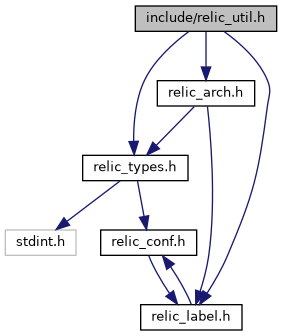 include/relic_util.h
relic_arch.h
relic_types.h
stdint.h
relic_conf.h
relic_label.h